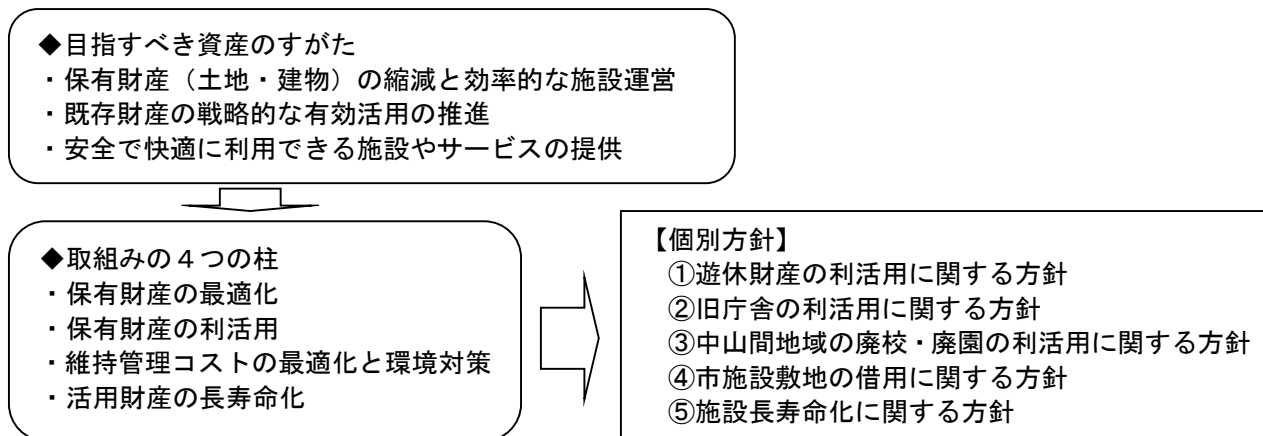 ◆目指すべき資産のすがた
・保有財産（土地・建物）の縮減と効率的な施設運営
・既存財産の戦略的な有効活用の推進
・安全で快適に利用できる施設やサービスの提供
◆取組みの４つの柱
・保有財産の最適化
・保有財産の利活用
・維持管理コストの最適化と環境対策
・活用財産の長寿命化
【個別方針】
①遊休財産の利活用に関する方針
②旧庁舎の利活用に関する方針
③中山間地域の廃校・廃園の利活用に関する方針
④市施設敷地の借用に関する方針
⑤施設長寿命化に関する方針